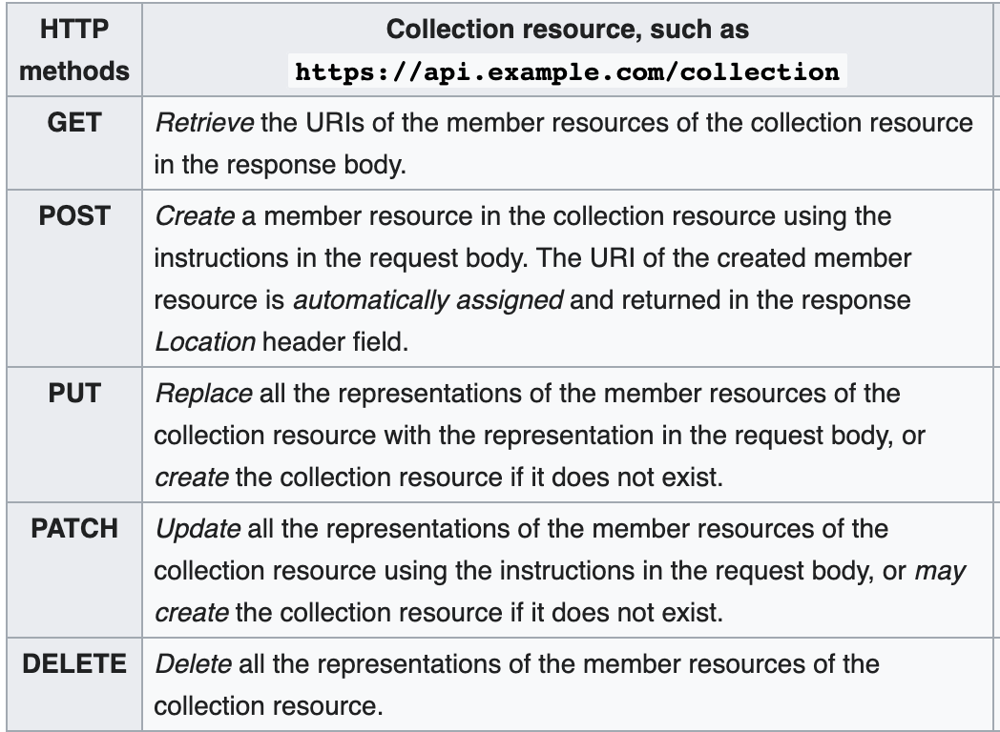 HTTP methods
Collection resource, such as
https://api.example.com/collection
GET
Retrieve the URIs of the member resources of the collection resource
in the response body.
POST
Create a member resource in the collection resource using the
instructions in the request body. The URI of the created member
resource is automatically assigned and returned in the response
Location header field.
PUT
Replace all the representations of the member resources of the
collection resource with the representation in the request body, or
create the collection resource if it does not exist.
PATCH
Update all the representations of the member resources of the
collection resource using the instructions in the request body, or may
create the collection resource if it does not exist.
DELETE
Delete all the representations of the member resources of the
collection resource.